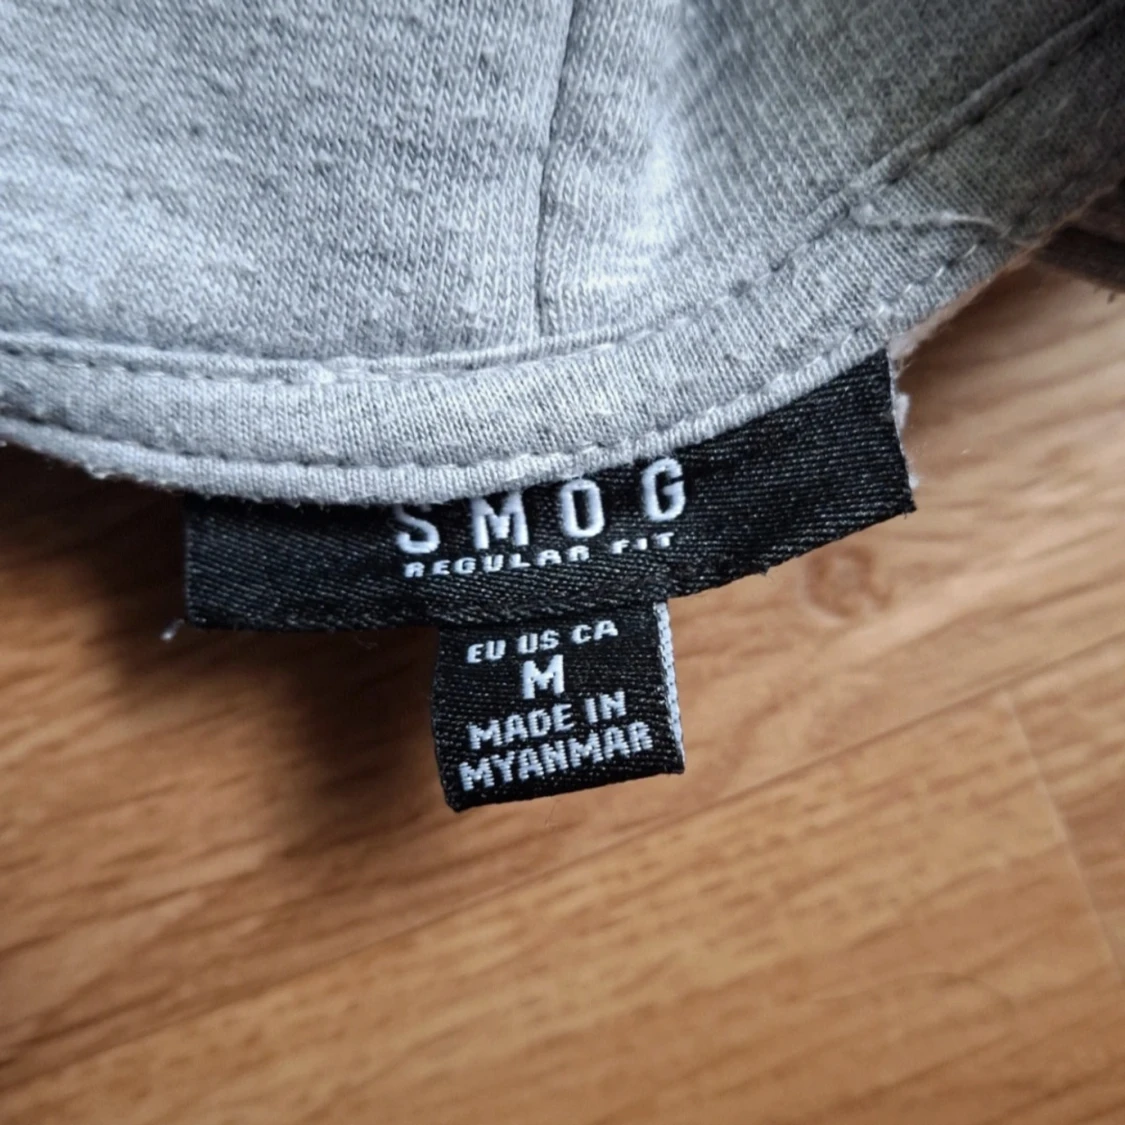 SMOG
REGULAR FIT
EU US CA
M
MADE IN
MYANMAR